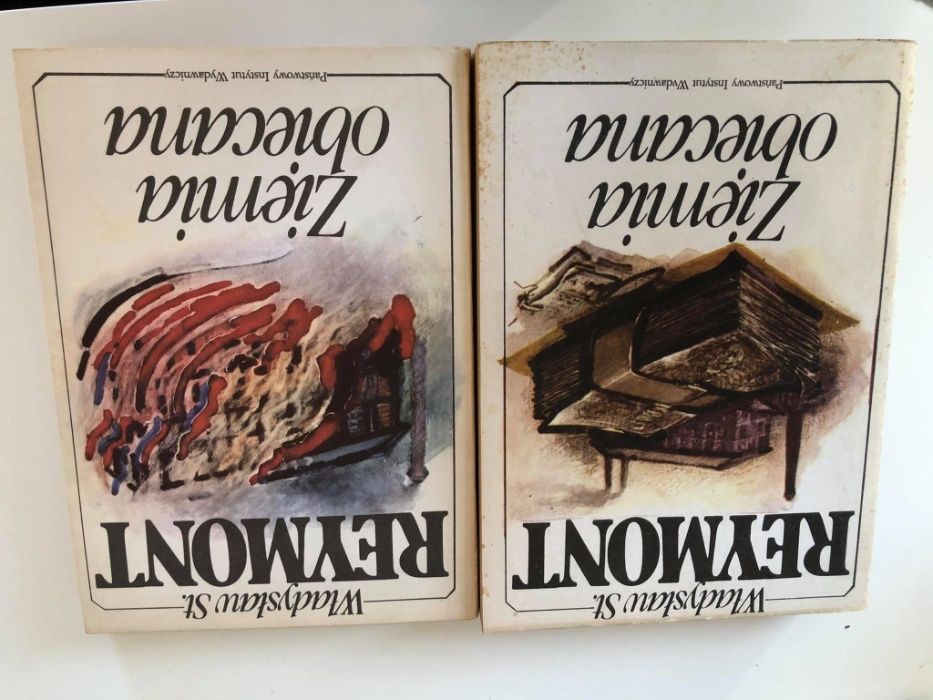 Władysław St.
REYMONT
Ziemia
obiecana
Państwowy Instytut Wydawniczy
Władysław St.
REYMONT
Ziemia
obiecana
Państwowy Instytut Wydawniczy